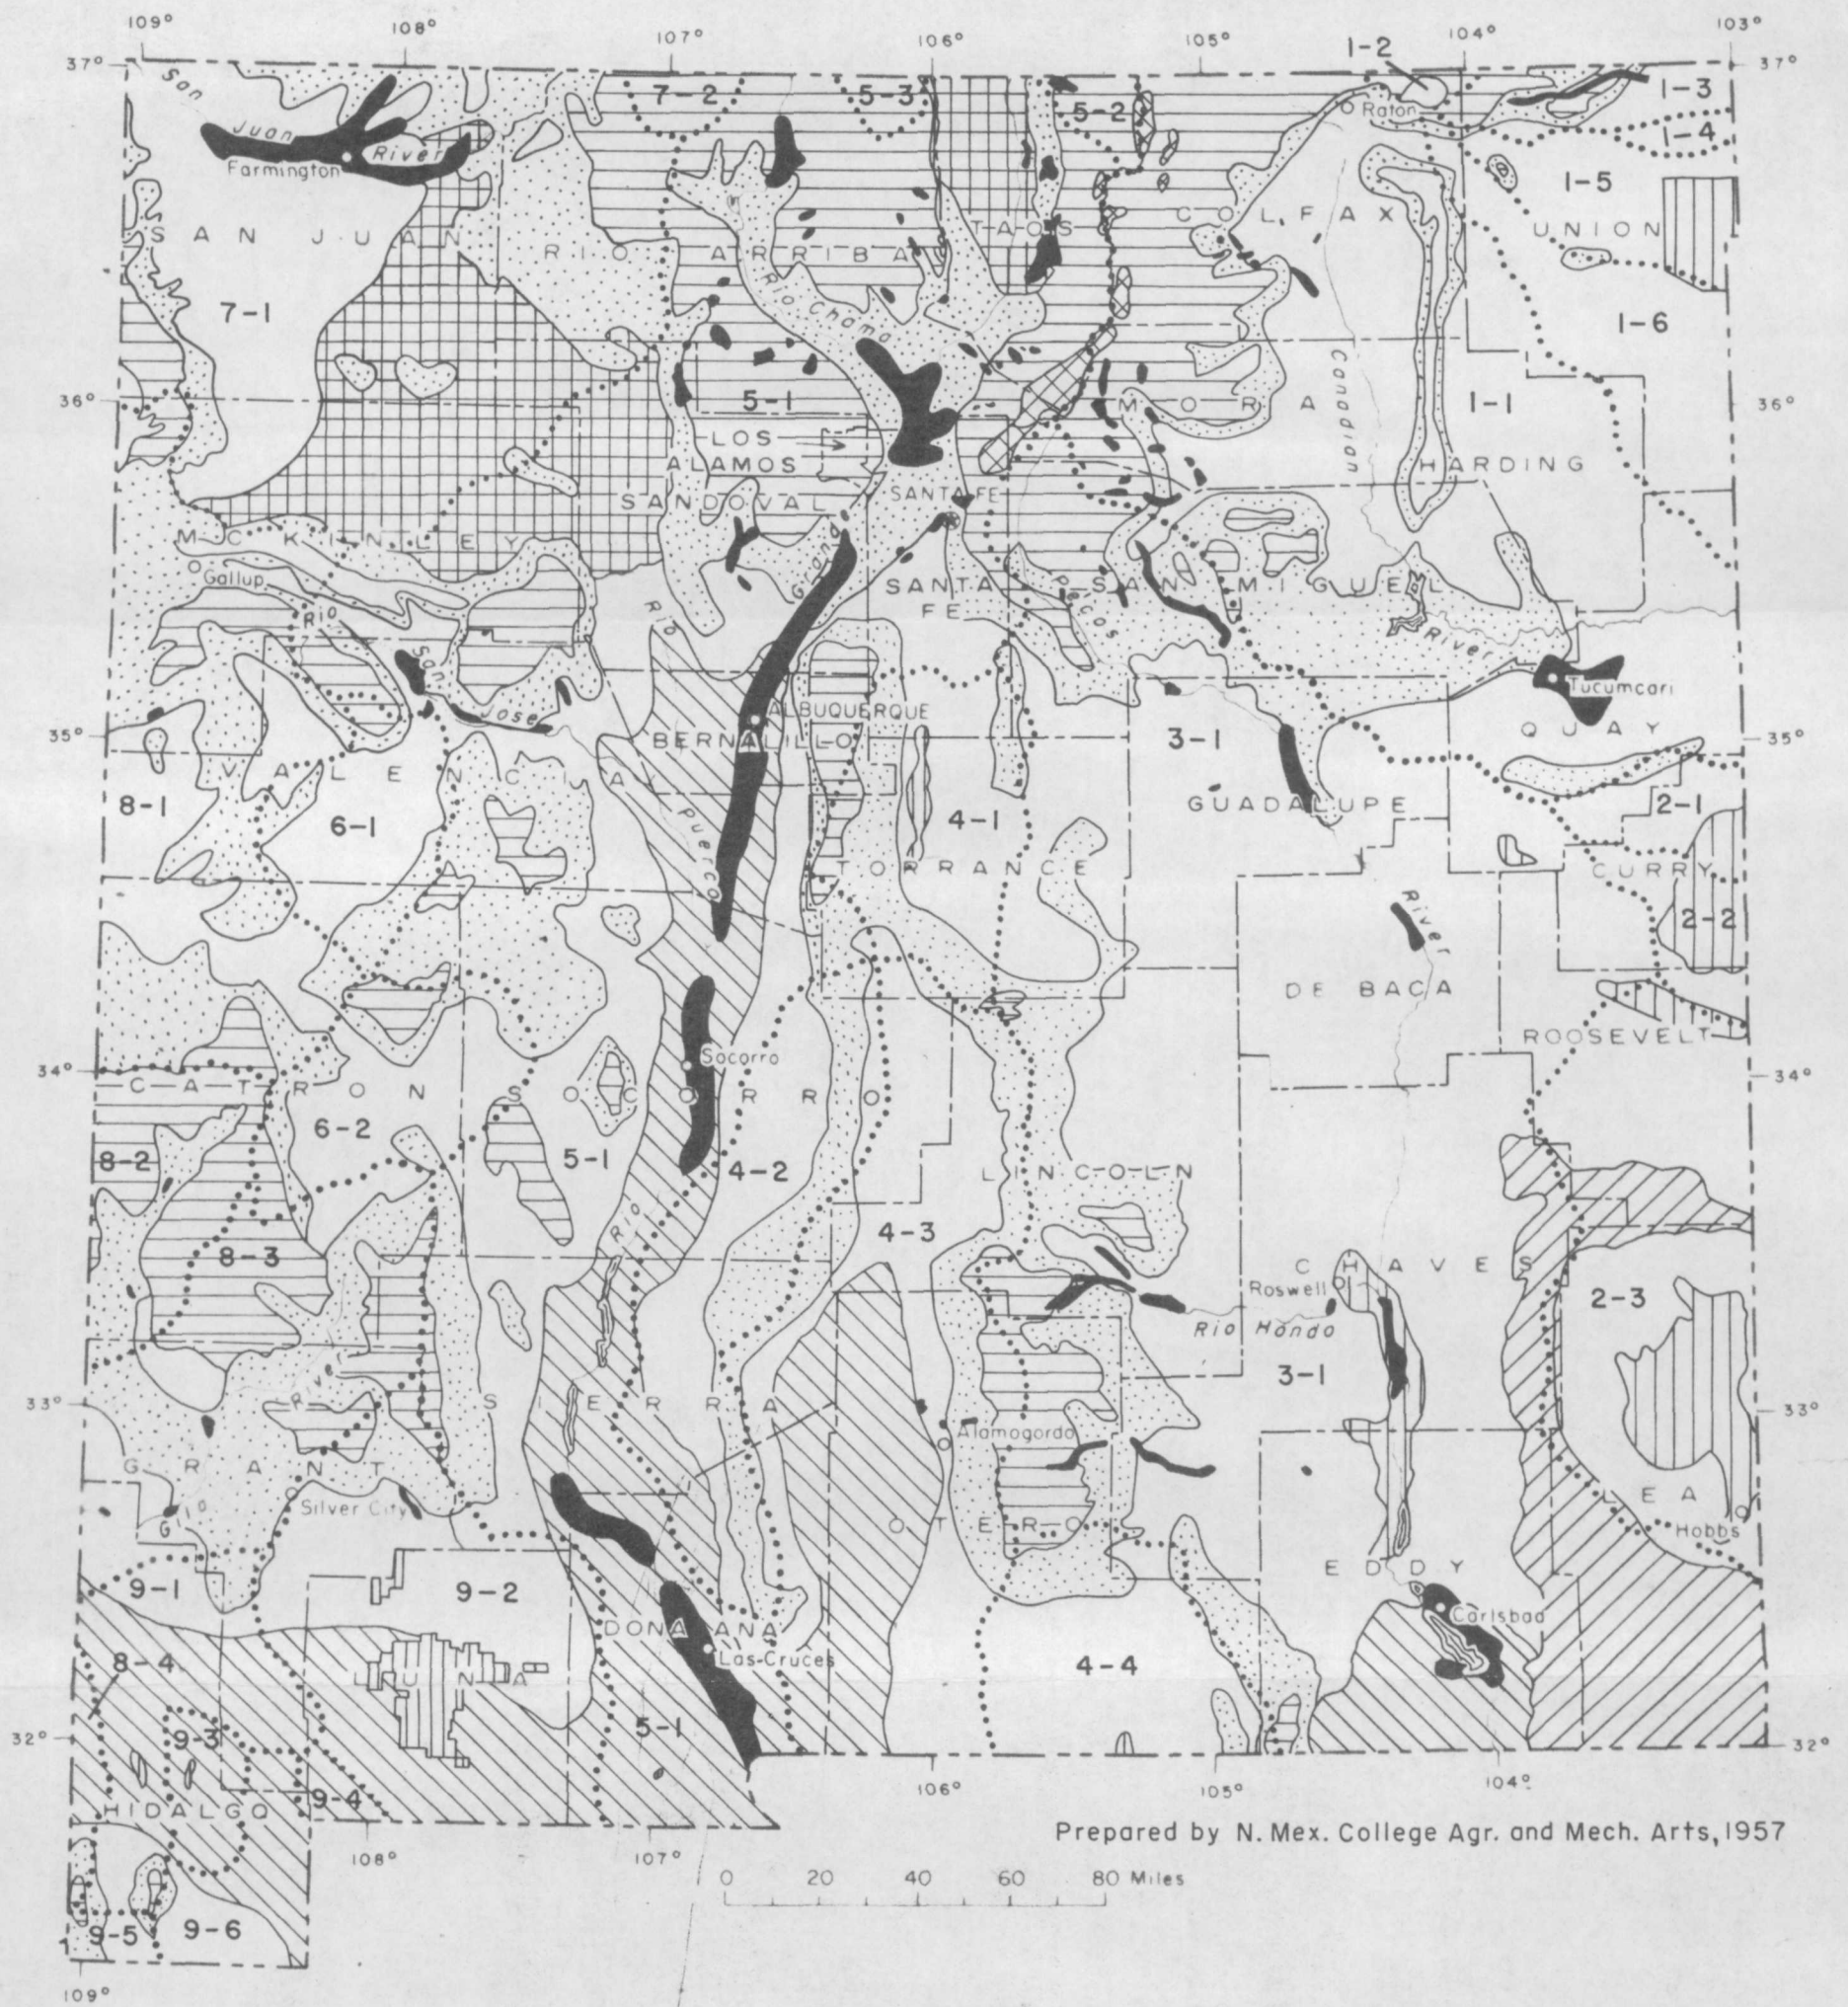 109° 108° 107° 106° 105° 104° 103°
1-2
37° 37°
San
7-2 5-3 5-2 1-3
Raton
Juan 1-4
River
Farmington
1-5
COLFAX
TAOS UNION
SAN JUAN
RIO ARRIBA
Rio Chama
7-1 1-6
Canadian
36° 5-1 MORA 1-1 36°
LOS
ALAMOS HARDING
SANDOVAL SANTA FE
MC KINLEY
Grande
Gallup SANTA SAN MIGUEL
FE Pecos
Rio Rio
San River
Jose Tucumcari
ALBUQUERQUE
35° BERNALILLO 3-1 QUAY 35°
VALENCIA
8-1 GUADALUPE 2-1
6-1 Puerco 4-1
TORRANCE CURRY
River 2-2
DE BACA
ROOSEVELT
Socorro
34° 34°
CATRON SOCORRO
6-2
8-2 5-1 4-2 LINCOLN
Rio
8-3 4-3
CHAVES
Roswell 2-3
Rio Hondo
3-1
River
33° SIERRA 33°
Alamogordo
GRANT
LEA
Silver City
Gila OTERO Hobbs
EDDY
9-1 9-2
Carlsbad
DONA ANA
Las Cruces
8-4 4-4
LUNA
5-1
9-3
32° 32°
106° 105° 104°
9-4
HIDALGO
Prepared by N. Mex. College Agr. and Mech. Arts, 1957
108° 107°
0 20 40 60 80 Miles
9-5 9-6
109°